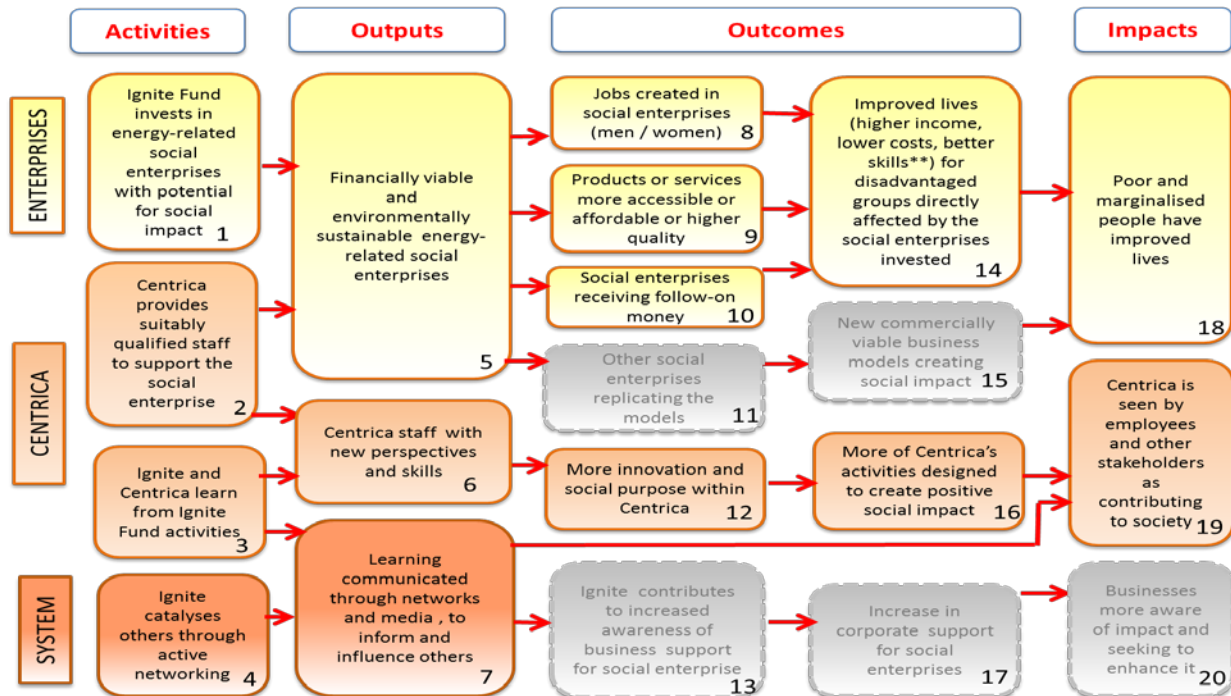 Activities
Outputs
Outcomes
Impacts
ENTERPRISES
Ignite Fund
invests in
energy-related
social
enterprises
with potential
for social
impact
1
Centrica
provides
suitably
qualified staff
to support the
social
enterprise
2
CENTRICA
Ignite and
Centrica learn
from Ignite
Fund activities
3
SYSTEM
Ignite
catalyses
others through
active
networking
4
Financially viable
and
environmentally
sustainable energy-
related social
enterprises
5
Centrica staff with
new perspectives
and skills
6
Learning
communicated
through networks
and media , to
inform and
influence others
7
Jobs created in
social enterprises
(men / women)
8
Products or services
more accessible or
affordable or higher
quality
9
Social enterprises
receiving follow-on
money
10
Other social
enterprises
replicating the
models
11
More innovation and
social purpose within
Centrica
12
Ignite contributes
to increased
awareness of
business support
for social enterprise
13
Improved lives
(higher income,
lower costs, better
skills**) for
disadvantaged
groups directly
affected by the
social enterprises
invested
14
New commercially
viable business
models creating
social impact
15
More of Centrica's
activities designed
to create positive
social impact
16
Increase in
corporate support
for social
enterprises
17
Poor and
marginalised
people have
improved
lives
18
Centrica is
seen by
employees
and other
stakeholders
as
contributing
to society
19
Businesses
more aware
of impact and
seeking to
enhance it
20